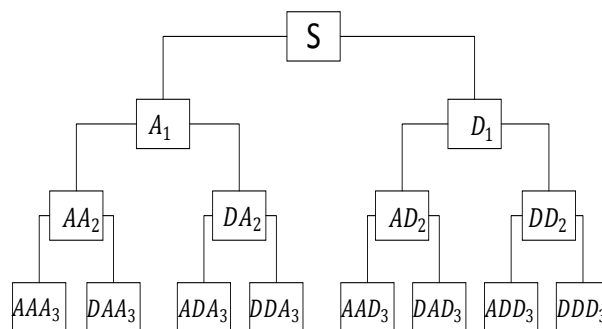 S
A₁ D₁
AA₂ DA₂ AD₂ DD₂
AAA₃ DAA₃ ADA₃ DDA₃ AAD₃ DAD₃ ADD₃ DDD₃